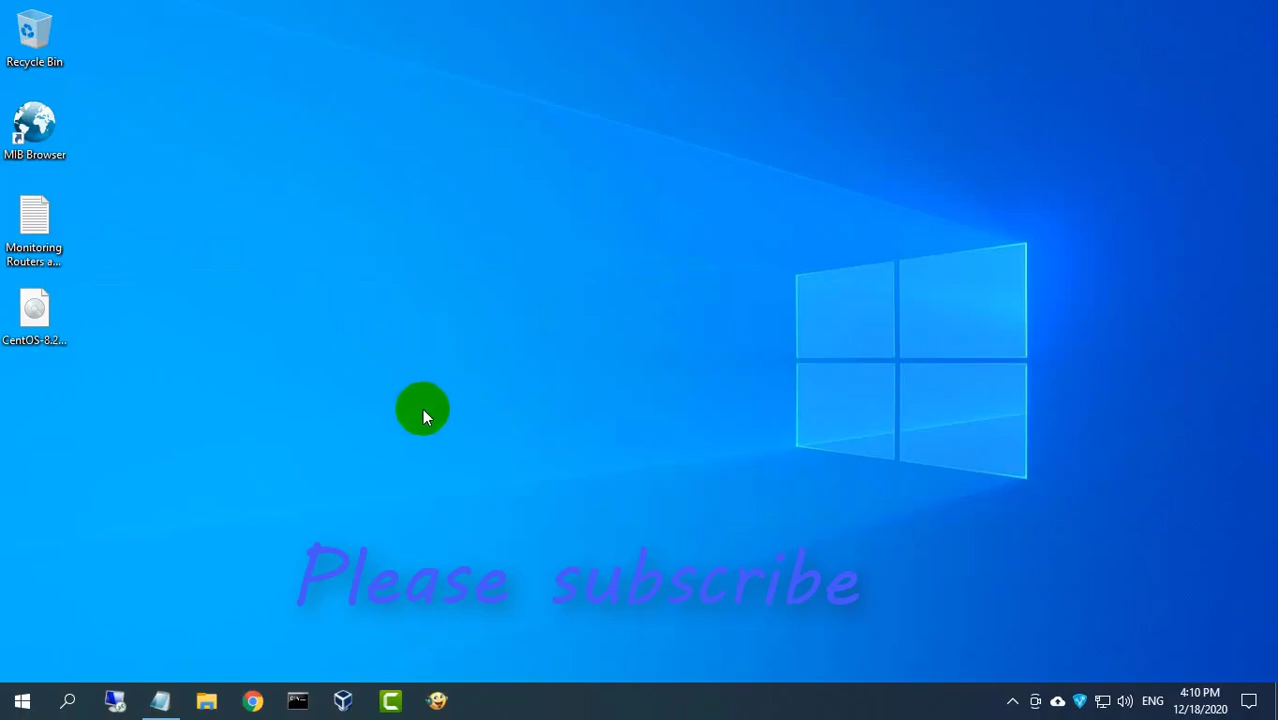 Recycle Bin
MIB Browser
Monitoring
Routers a...
CentOS-8.2...
Please subscribe
ENG
4:10 PM
12/18/2020